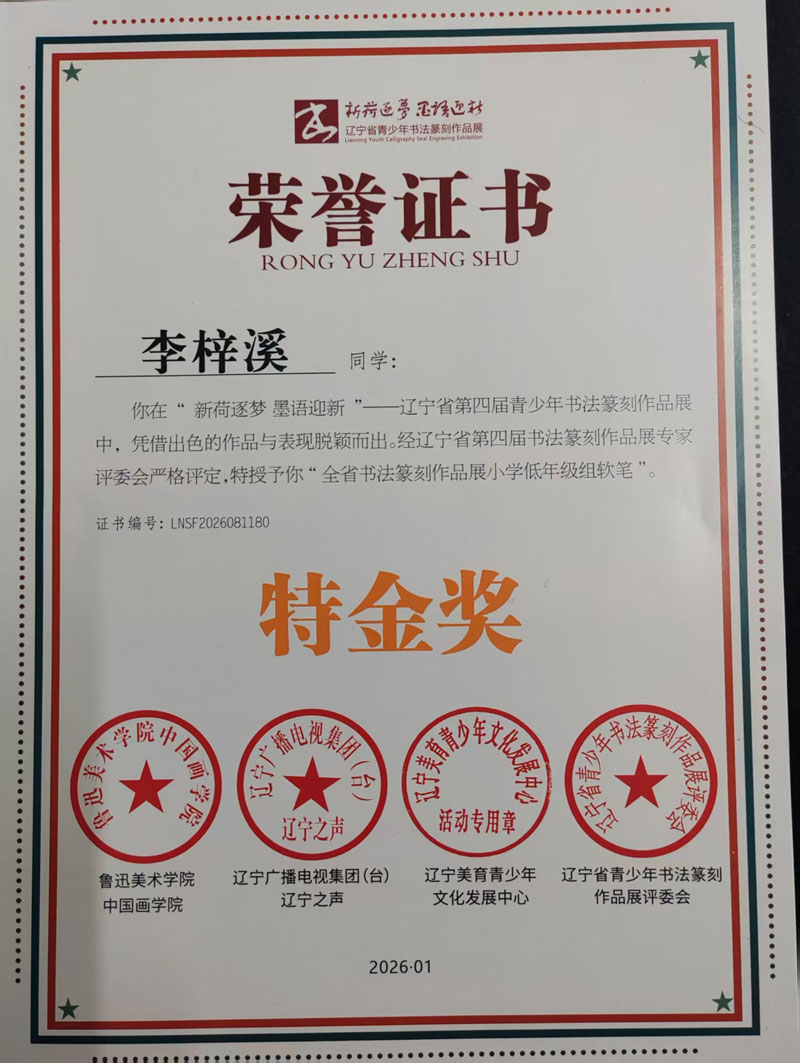 新荷逐夢 墨语迎新
辽宁省青少年书法篆刻作品展
Liaoning Youth Calligraphy Seal Engraving Exhibition
荣誉证书
RONG YU ZHENG SHU
李梓溪 同学：
你在“ 新荷逐梦 墨语迎新 ”——辽宁省第四届青少年书法篆刻作品展
中，凭借出色的作品与表现脱颖而出。经辽宁省第四届书法篆刻作品展专家
评委会严格评定，特授予你“ 全省书法篆刻作品展小学低年级组软笔 ”。
证书编号：LNSF2026081180
特金奖
鲁迅美术学院中国画学院
辽宁广播电视集团（台）
辽宁之声
辽宁美育青少年文化发展中心
活动专用章
辽宁省青少年书法篆刻作品展评委会
鲁迅美术学院
中国画学院
辽宁广播电视集团（台）
辽宁之声
辽宁美育青少年
文化发展中心
辽宁省青少年书法篆刻
作品展评委会
2026·01